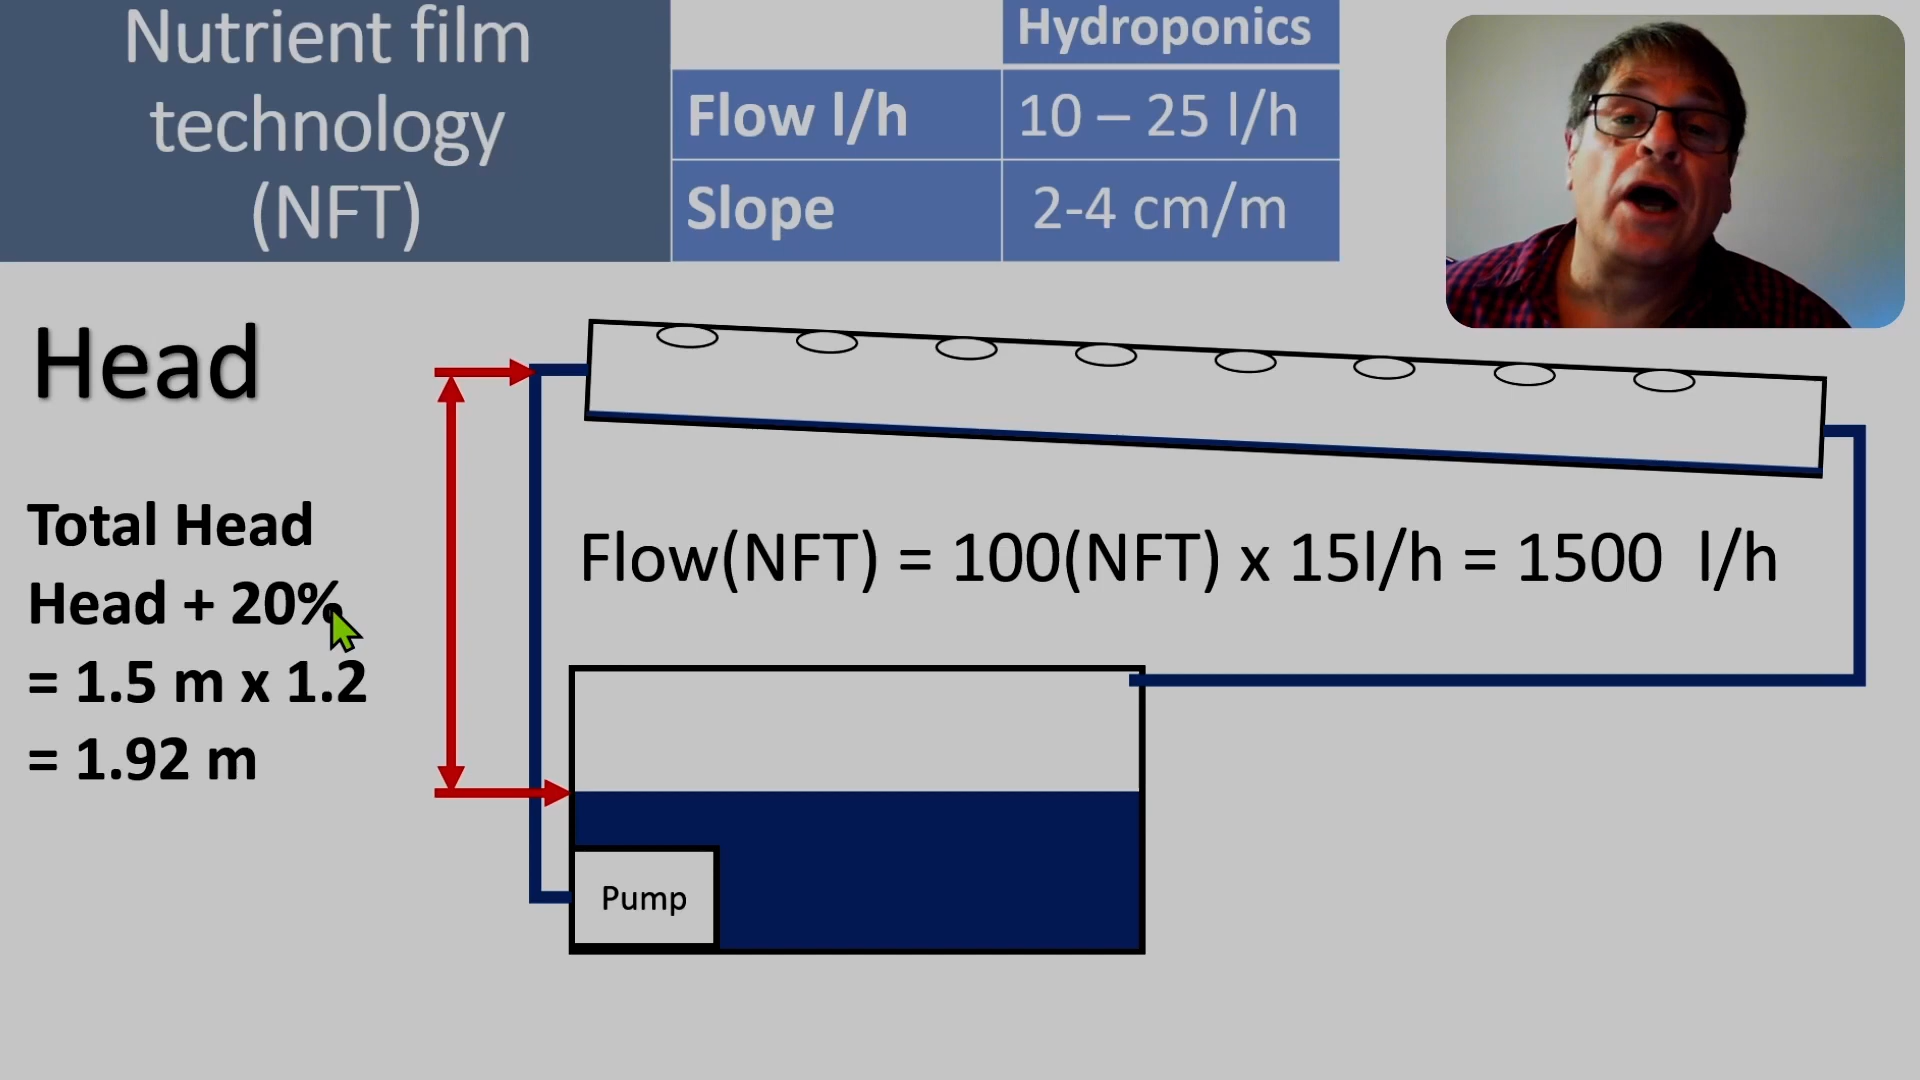 Nutrient film
technology
(NFT)
Hydroponics
Flow l/h
10 – 25 l/h
Slope
2-4 cm/m
Head
Total Head
Head + 20%
= 1.5 m x 1.2
= 1.92 m
Flow(NFT) = 100(NFT) x 15l/h = 1500 l/h
Pump